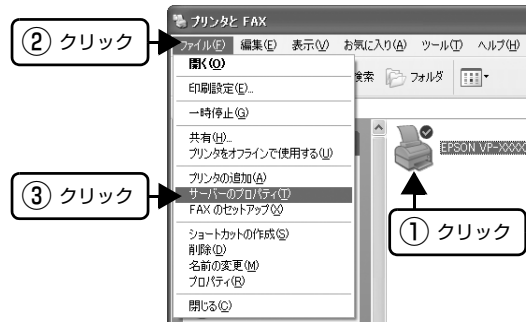 プリンタと FAX
ファイル(F) 編集(E) 表示(V) お気に入り(A) ツール(T) ヘルプ(H)
② クリック
開く(O)
検索 フォルダ
印刷設定(E)...
一時停止(G)
共有(H)...
プリンタをオフラインで使用する(U)
EPSON VP-XXXX
プリンタの追加(A)
③ クリック
サーバーのプロパティ(T)
FAX のセットアップ(X)
① クリック
ショートカットの作成(S)
削除(D)
名前の変更(M)
プロパティ(R)
閉じる(C)